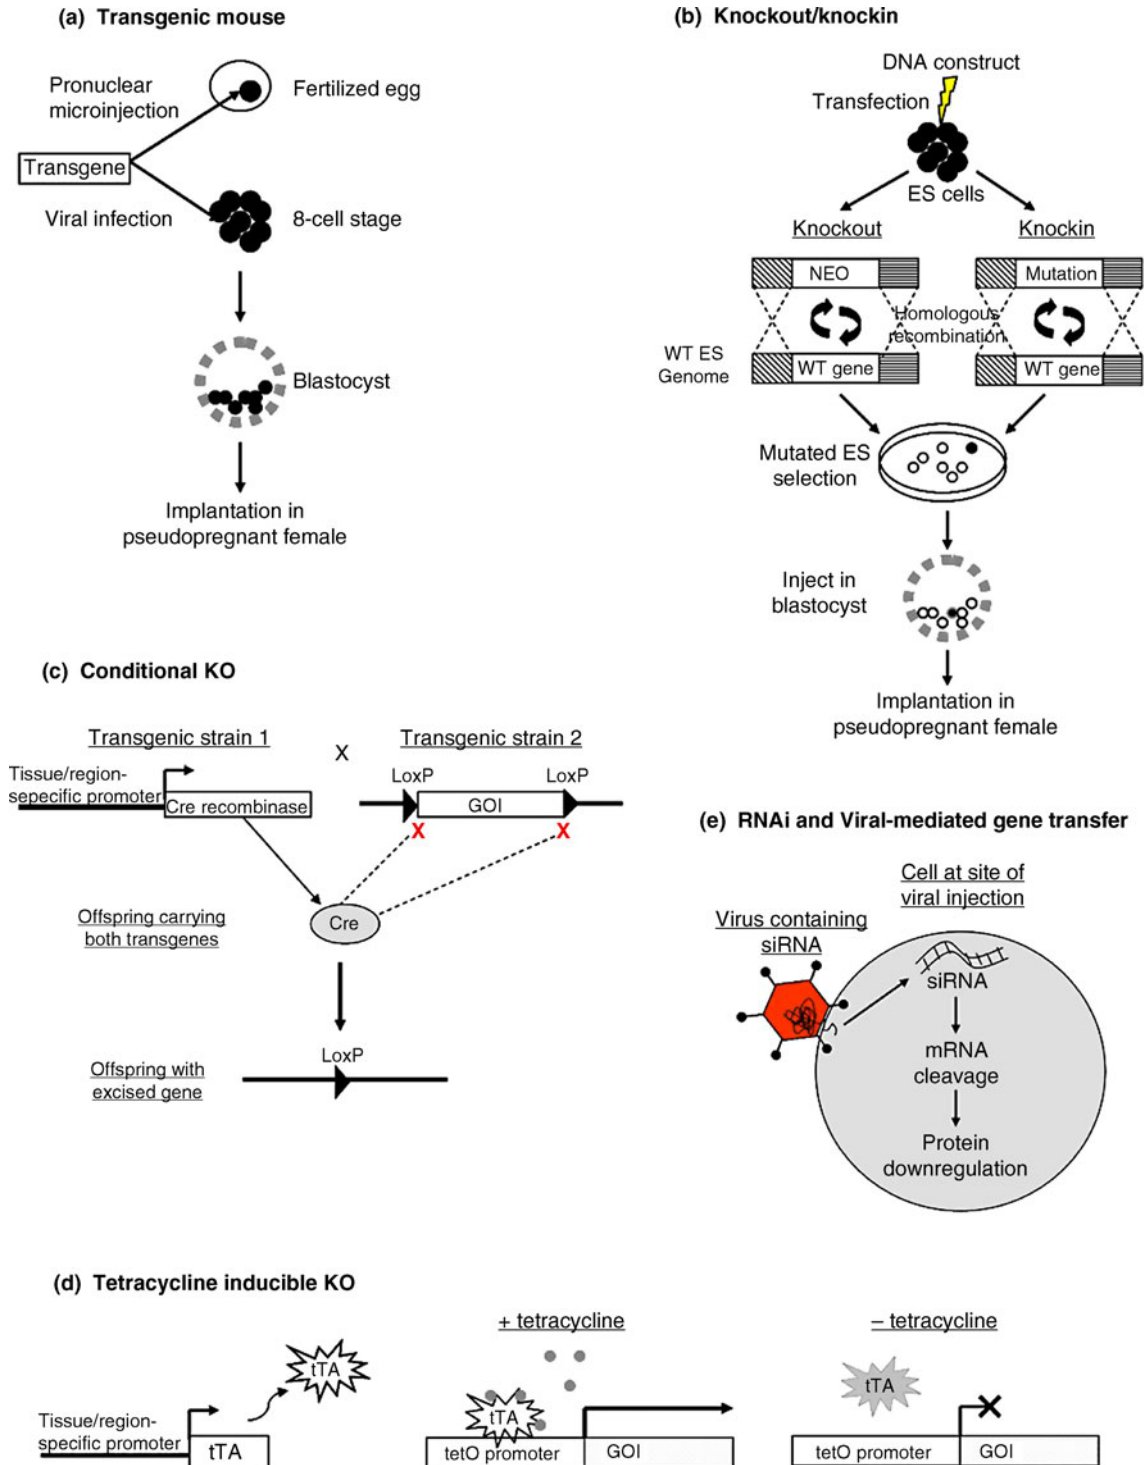 (a) Transgenic mouse
Pronuclear
microinjection
Fertilized egg
Transgene
Viral infection
8-cell stage
Blastocyst
Implantation in
pseudopregnant female
(b) Knockout/knockin
DNA construct
Transfection
ES cells
Knockout
Knockin
NEO
Mutation
Homologous
recombination
WT ES
Genome
WT gene
WT gene
Mutated ES
selection
Inject in
blastocyst
Implantation in
pseudopregnant female
(c) Conditional KO
Transgenic strain 1
X
Transgenic strain 2
Tissue/region-
sepecific promoter
Cre recombinase
LoxP
LoxP
GOI
X
X
Offspring carrying
both transgenes
Cre
Offspring with
excised gene
LoxP
(e) RNAi and Viral-mediated gene transfer
Cell at site of
viral injection
Virus containing
siRNA
siRNA
mRNA
cleavage
Protein
downregulation
(d) Tetracycline inducible KO
Tissue/region-
specific promoter
tTA
tTA
+ tetracycline
tTA
tetO promoter
GOI
– tetracycline
tTA
tetO promoter
GOI